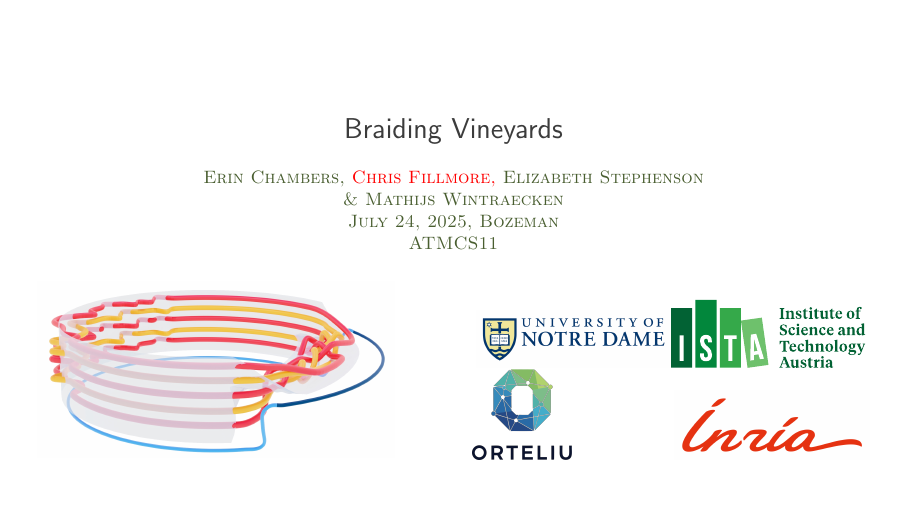 Braiding Vineyards
Erin Chambers, Chris Fillmore, Elizabeth Stephenson
& Mathijs Wintraecken
July 24, 2025, Bozeman
ATMCS11
UNIVERSITY OF
NOTRE DAME
ISTA
Institute of
Science and
Technology
Austria
ORTELIU
Inría